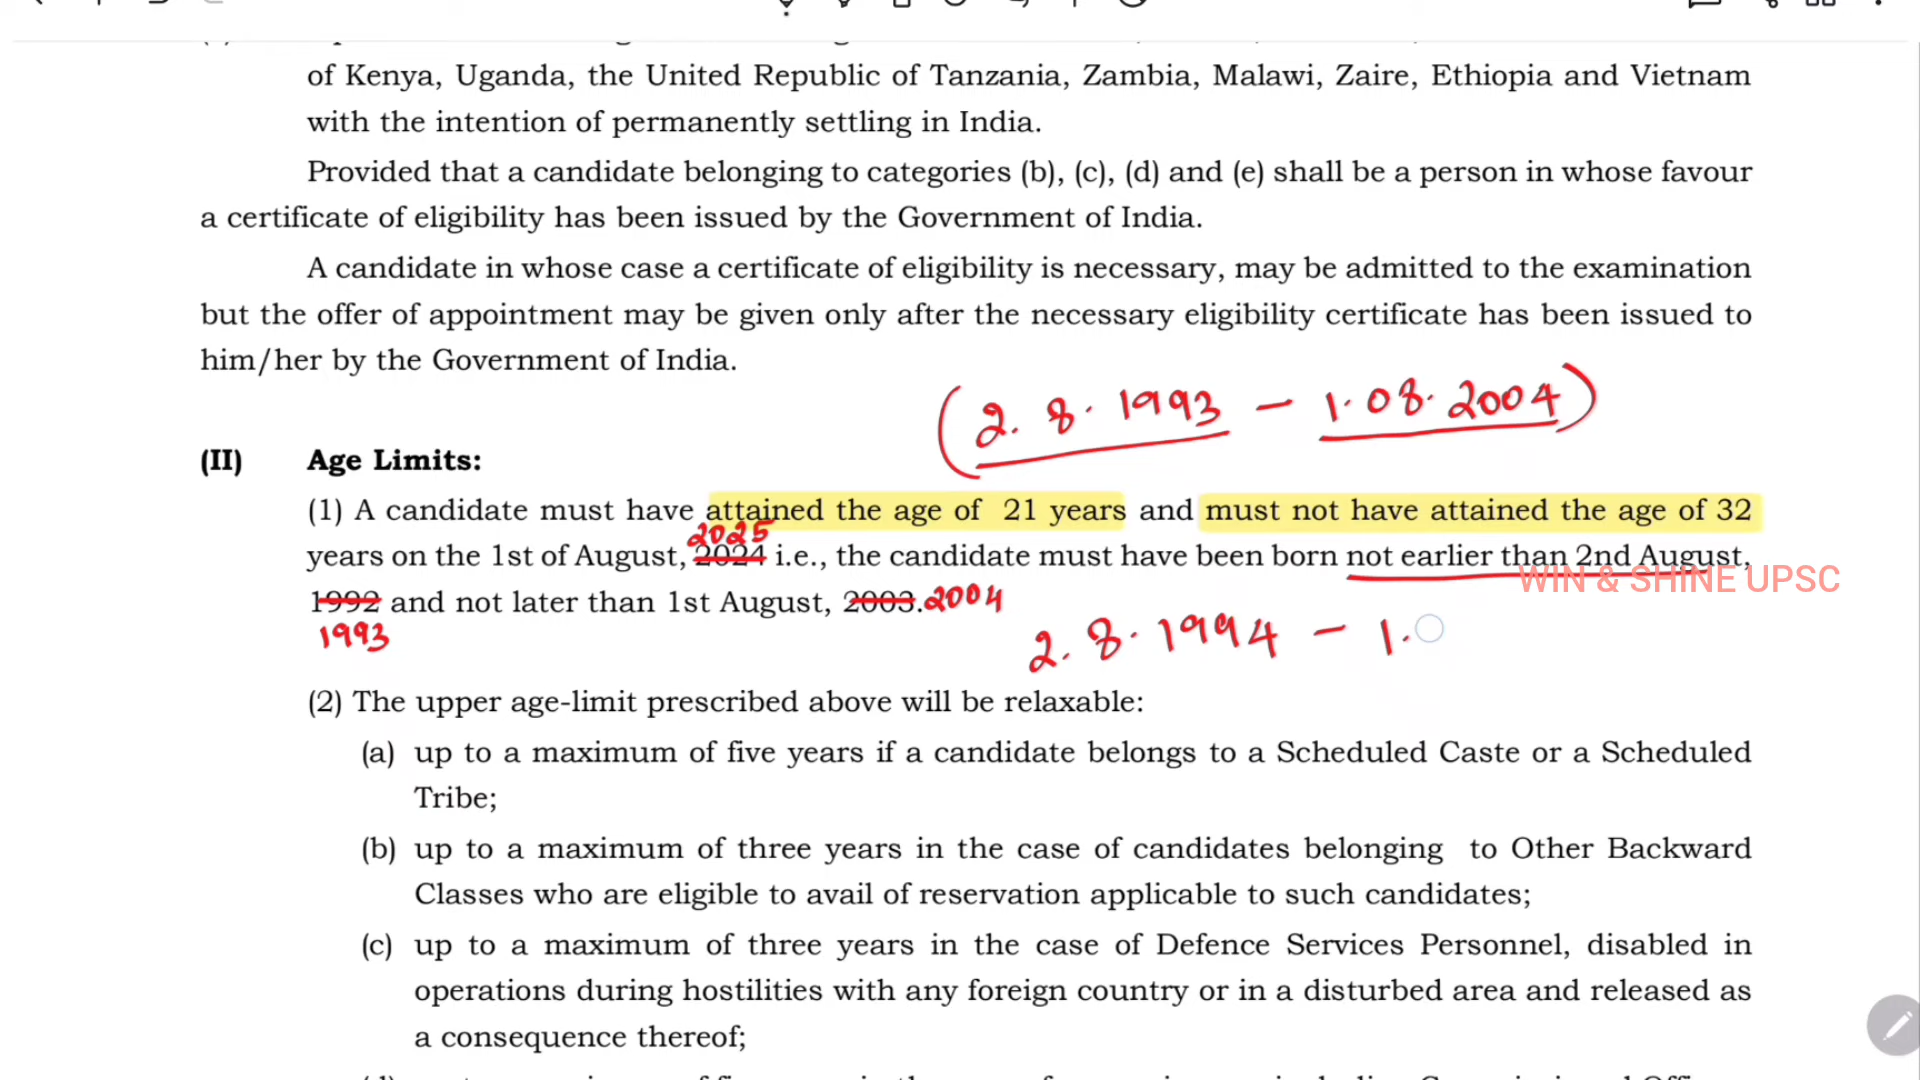 of Kenya, Uganda, the United Republic of Tanzania, Zambia, Malawi, Zaire, Ethiopia and Vietnam
with the intention of permanently settling in India.
Provided that a candidate belonging to categories (b), (c), (d) and (e) shall be a person in whose favour
a certificate of eligibility has been issued by the Government of India.
A candidate in whose case a certificate of eligibility is necessary, may be admitted to the examination
but the offer of appointment may be given only after the necessary eligibility certificate has been issued to
him/her by the Government of India.
(2. 8. 1993 - 1.08.2004)
(II) Age Limits:
(1) A candidate must have attained the age of 21 years and must not have attained the age of 32
2025
years on the 1st of August, 2024 i.e., the candidate must have been born not earlier than 2nd August,
WIN & SHINE UPSC
1992 and not later than 1st August, 2003. 2004
1993
2. 8. 1994 - 1.
(2) The upper age-limit prescribed above will be relaxable:
(a) up to a maximum of five years if a candidate belongs to a Scheduled Caste or a Scheduled
Tribe;
(b) up to a maximum of three years in the case of candidates belonging to Other Backward
Classes who are eligible to avail of reservation applicable to such candidates;
(c) up to a maximum of three years in the case of Defence Services Personnel, disabled in
operations during hostilities with any foreign country or in a disturbed area and released as
a consequence thereof;